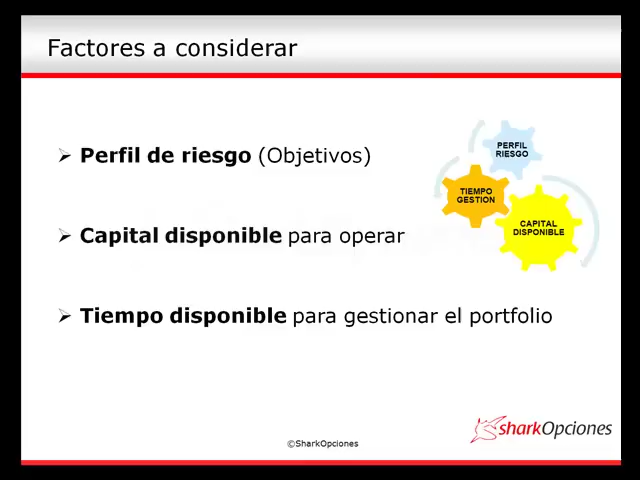 Factores a considerar
Perfil de riesgo (Objetivos)
Capital disponible para operar
Tiempo disponible para gestionar el portfolio
PERFIL
RIESGO
TIEMPO
GESTION
CAPITAL
DISPONIBLE
sharkOpciones
©SharkOpciones